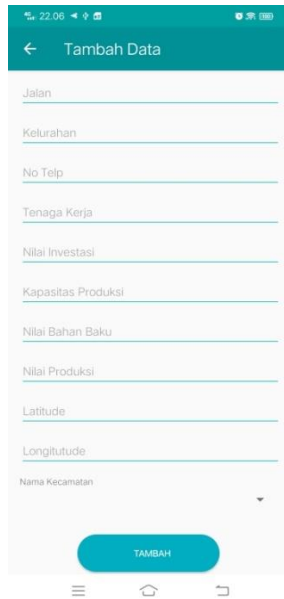 22.06
Tambah Data
Jalan
Kelurahan
No Telp
Tenaga Kerja
Nilai Investasi
Kapasitas Produksi
Nilai Bahan Baku
Nilai Produksi
Latitude
Longitutude
Nama Kecamatan
TAMBAH